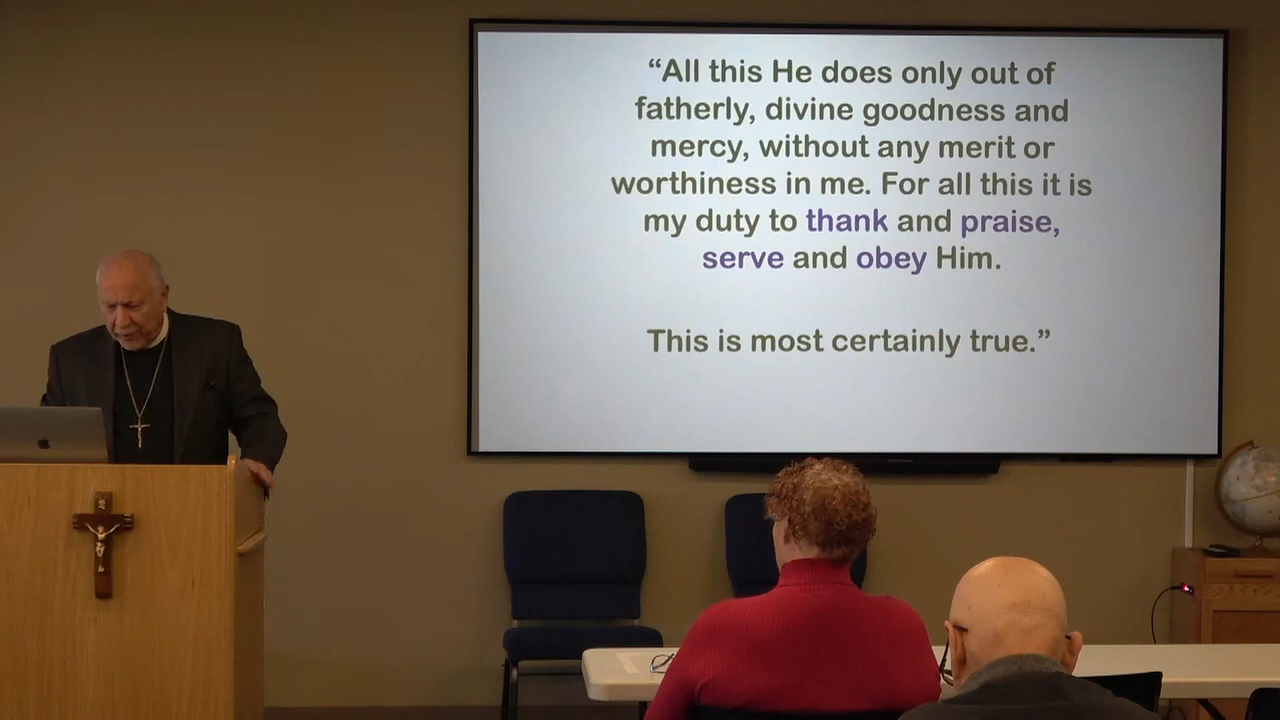 “All this He does only out of
fatherly, divine goodness and
mercy, without any merit or
worthiness in me. For all this it is
my duty to thank and praise,
serve and obey Him.
This is most certainly true.”